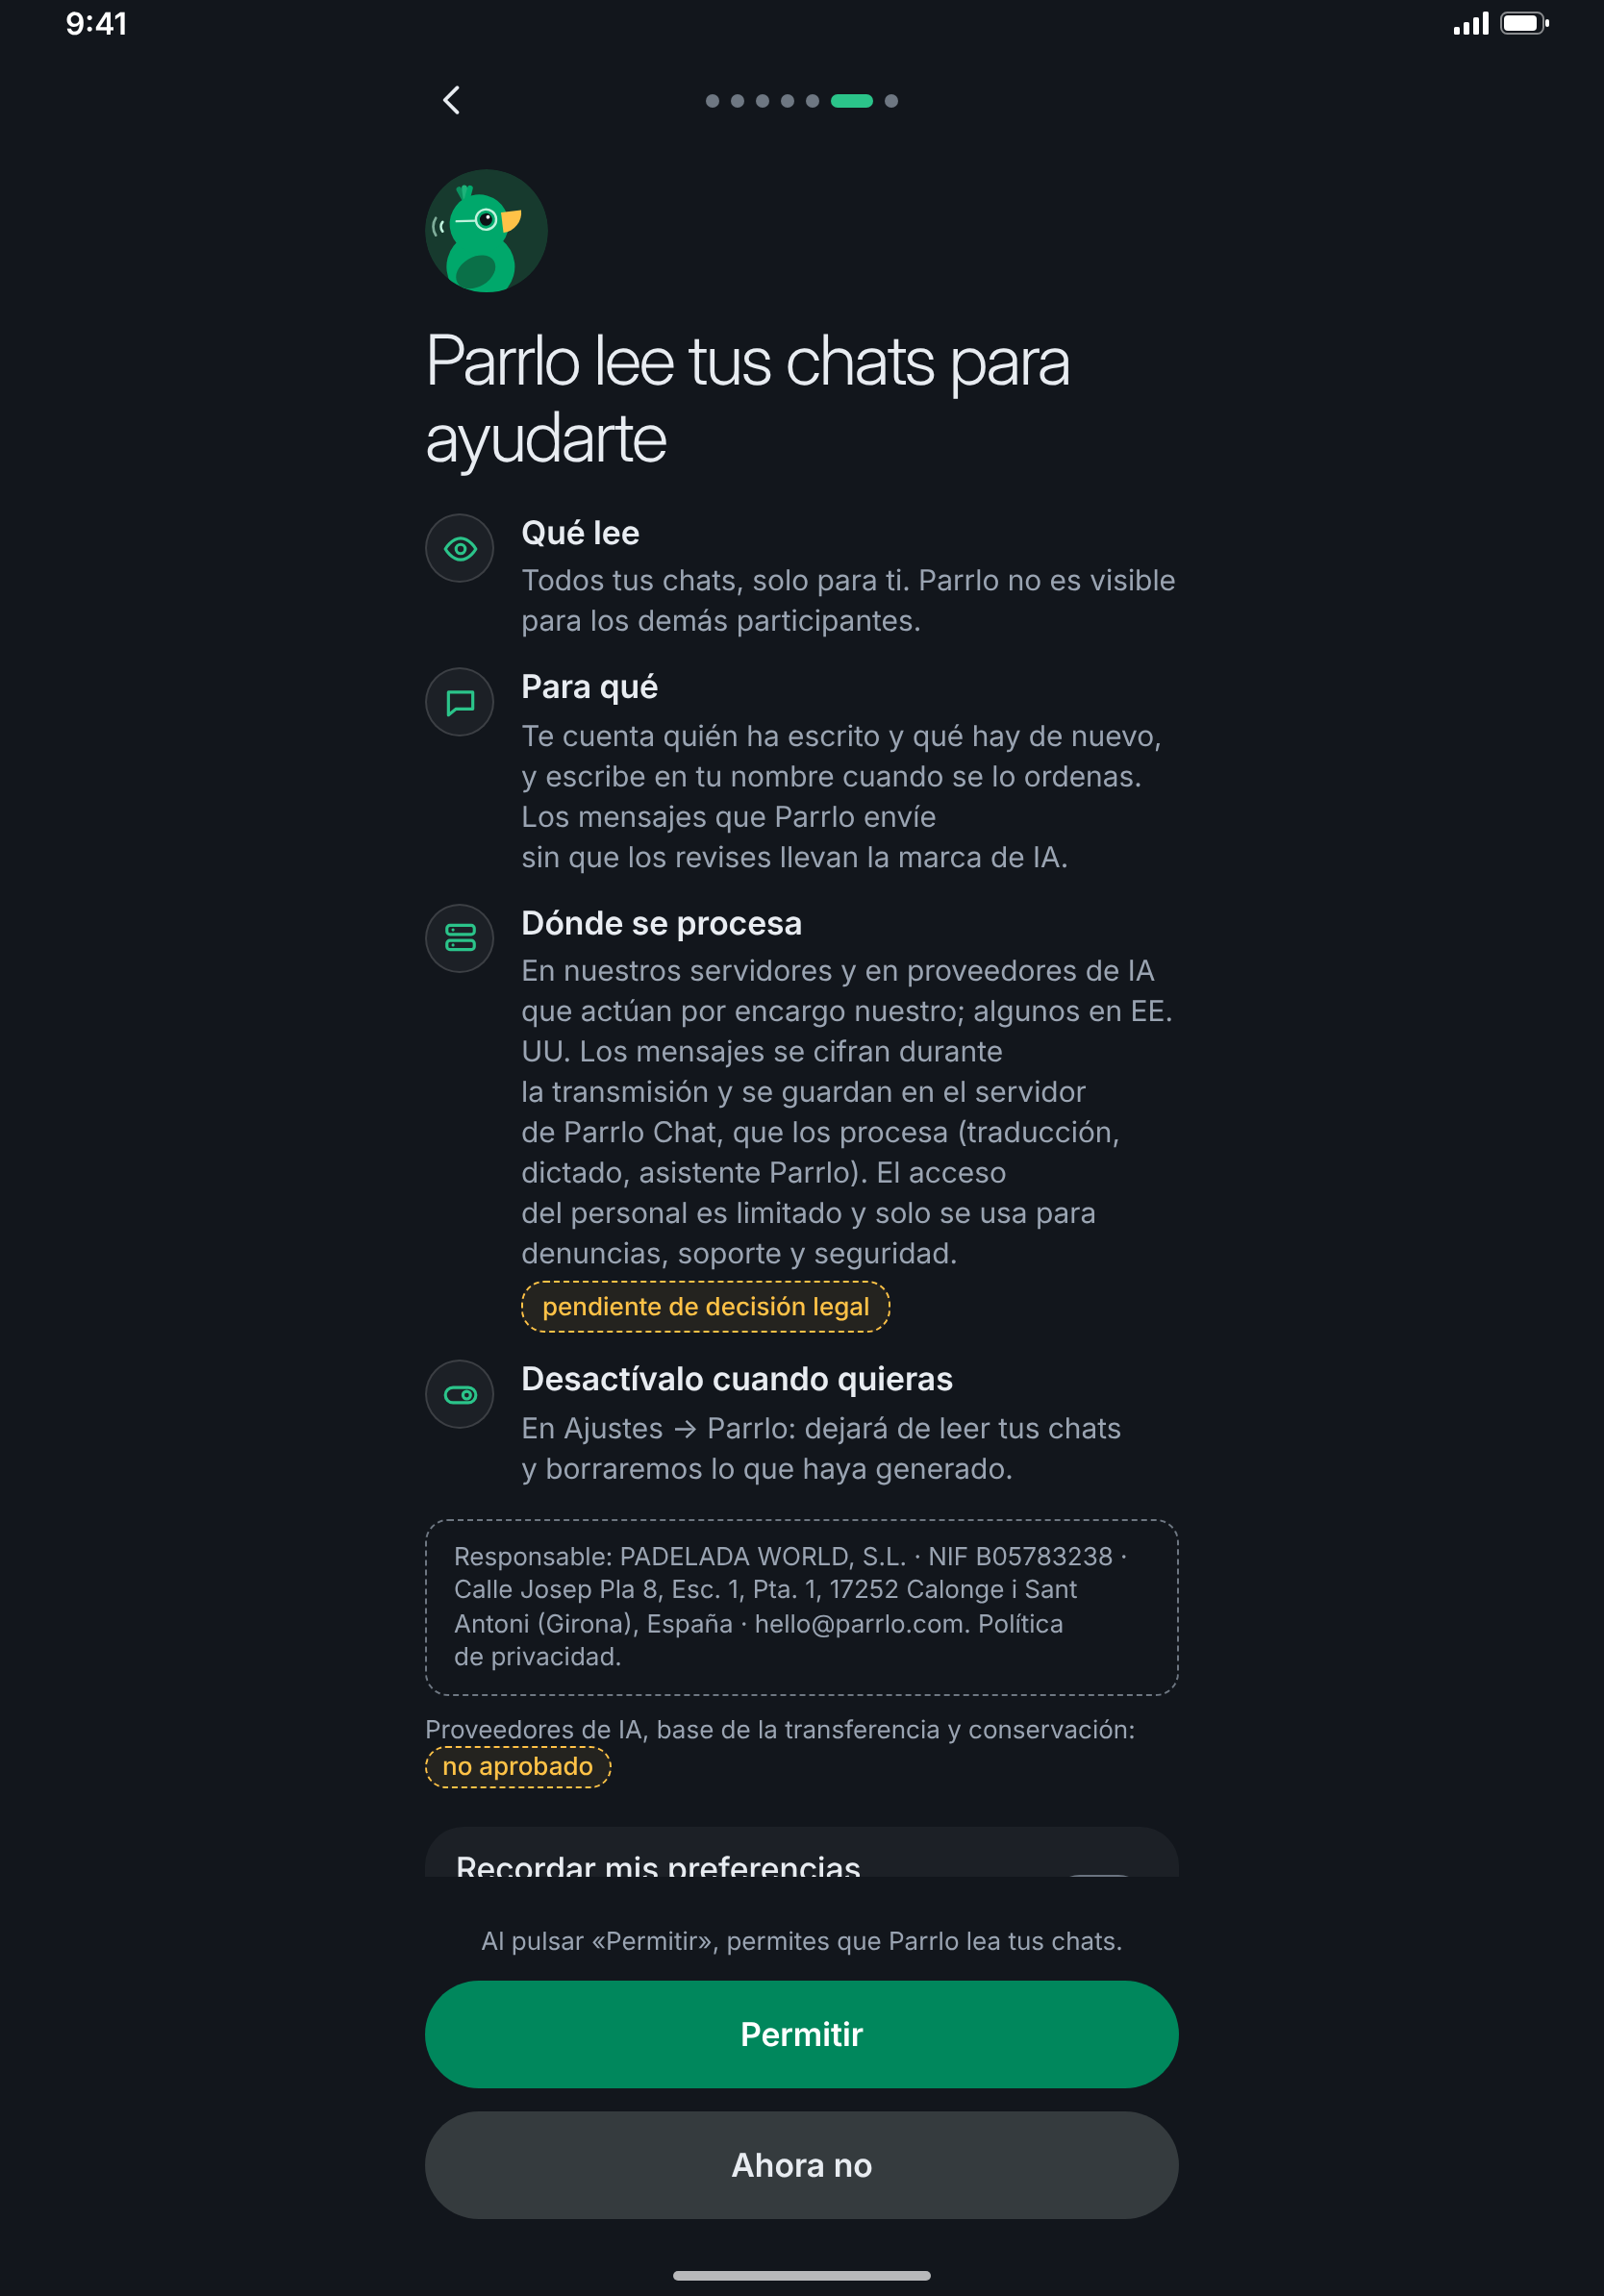 9:41
Parrlo lee tus chats para
ayudarte
Qué lee
Todos tus chats, solo para ti. Parrlo no es visible
para los demás participantes.
Para qué
Te cuenta quién ha escrito y qué hay de nuevo,
y escribe en tu nombre cuando se lo ordenas.
Los mensajes que Parrlo envíe
sin que los revises llevan la marca de IA.
Dónde se procesa
En nuestros servidores y en proveedores de IA
que actúan por encargo nuestro; algunos en EE.
UU. Los mensajes se cifran durante
la transmisión y se guardan en el servidor
de Parrlo Chat, que los procesa (traducción,
dictado, asistente Parrlo). El acceso
del personal es limitado y solo se usa para
denuncias, soporte y seguridad.
pendiente de decisión legal
Desactívalo cuando quieras
En Ajustes → Parrlo: dejará de leer tus chats
y borraremos lo que haya generado.
Responsable: PADELADA WORLD, S.L. · NIF B05783238 ·
Calle Josep Pla 8, Esc. 1, Pta. 1, 17252 Calonge i Sant
Antoni (Girona), España · hello@parrlo.com. Política
de privacidad.
Proveedores de IA, base de la transferencia y conservación:
no aprobado
Recordar mis preferencias
Al pulsar «Permitir», permites que Parrlo lea tus chats.
Permitir
Ahora no